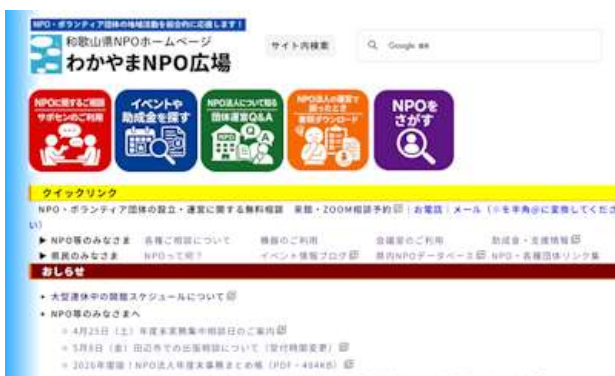 NPO・ボランティア団体の地域活動を総合的に応援します！
和歌山県NPOホームページ
わかやまNPO広場
サイト内検索
Google
NPOに関するご相談
サポセンのご利用
イベントや
助成金を探す
NPO法人について知る
団体運営Q&A
NPO法人の運営で
困ったとき
書類ダウンロード
NPOを
さがす
クイックリンク
NPO・ボランティア団体の設立・運営に関する無料相談 来館・ZOOM相談予約 | お電話 | メール（※を半角@に変換してくださ
い）
▶ NPO等のみなさま 各種ご相談について 機器のご利用 会議室のご利用 助成金・支援情報
▶ 県民のみなさま NPOって何？ イベント情報ブログ 県内NPOデータベース NPO・各種団体リンク集
おしらせ
大型連休中の開館スケジュールについて
NPO等のみなさまへ
4月25日（土）年度末実務集中相談日のご案内
5月8日（金）田辺市での出張相談について（受付時間変更）
2026年度版！NPO法人年度末事務まとめ帳（PDF・484KB）